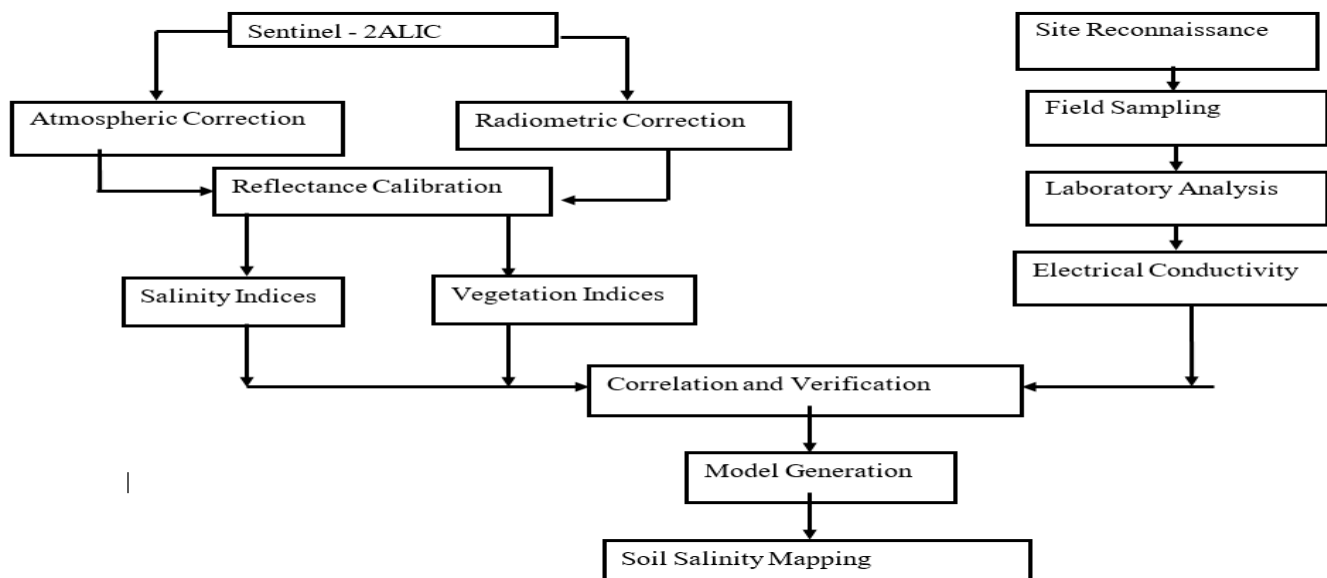 Sentinel - 2ALIC
Site Reconnaissance
Atmospheric Correction
Radiometric Correction
Field Sampling
Reflectance Calibration
Laboratory Analysis
Salinity Indices
Vegetation Indices
Electrical Conductivity
Correlation and Verification
Model Generation
Soil Salinity Mapping